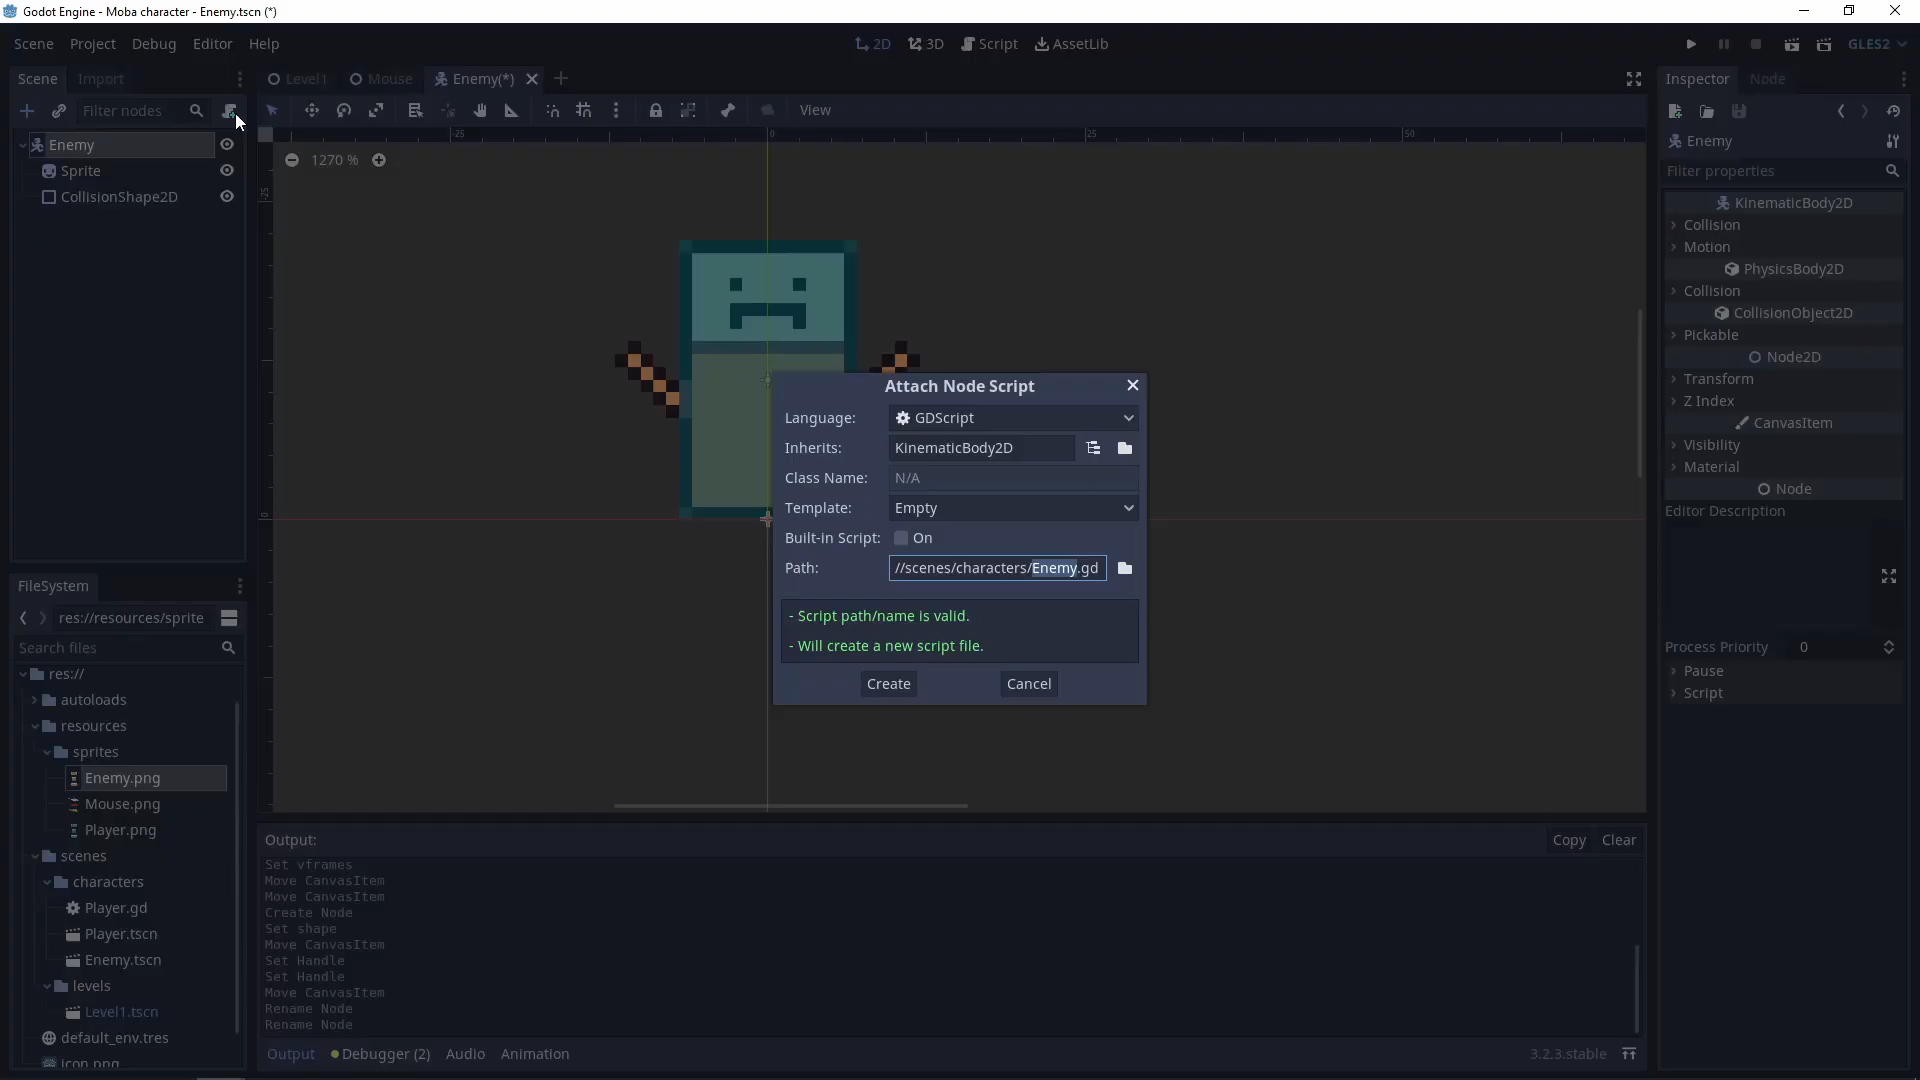 Godot Engine - Moba character - Enemy.tscn (*)
Scene Project Debug Editor Help
2D 3D Script AssetLib
GLES2
Scene Import
Level1 Mouse Enemy(*)
Inspector Node
Filter nodes
View
Enemy
Sprite
CollisionShape2D
-25 0 25 50
-25
0
1270 %
Enemy
Filter properties
KinematicBody2D
Collision
Motion
PhysicsBody2D
Collision
CollisionObject2D
Pickable
Node2D
Transform
Z Index
CanvasItem
Visibility
Material
Node
Editor Description
Process Priority 0
Pause
Script
Attach Node Script
Language: GDScript
Inherits: KinematicBody2D
Class Name: N/A
Template: Empty
Built-in Script: On
Path: //scenes/characters/Enemy.gd
- Script path/name is valid.
- Will create a new script file.
Create Cancel
FileSystem
res://resources/sprite
Search files
res://
autoloads
resources
sprites
Enemy.png
Mouse.png
Player.png
scenes
characters
Player.gd
Player.tscn
Enemy.tscn
levels
Level1.tscn
default_env.tres
icon.png
Output:
Copy Clear
Set vframes
Move CanvasItem
Move CanvasItem
Create Node
Set shape
Move CanvasItem
Set Handle
Set Handle
Move CanvasItem
Rename Node
Rename Node
Output Debugger (2) Audio Animation
3.2.3.stable